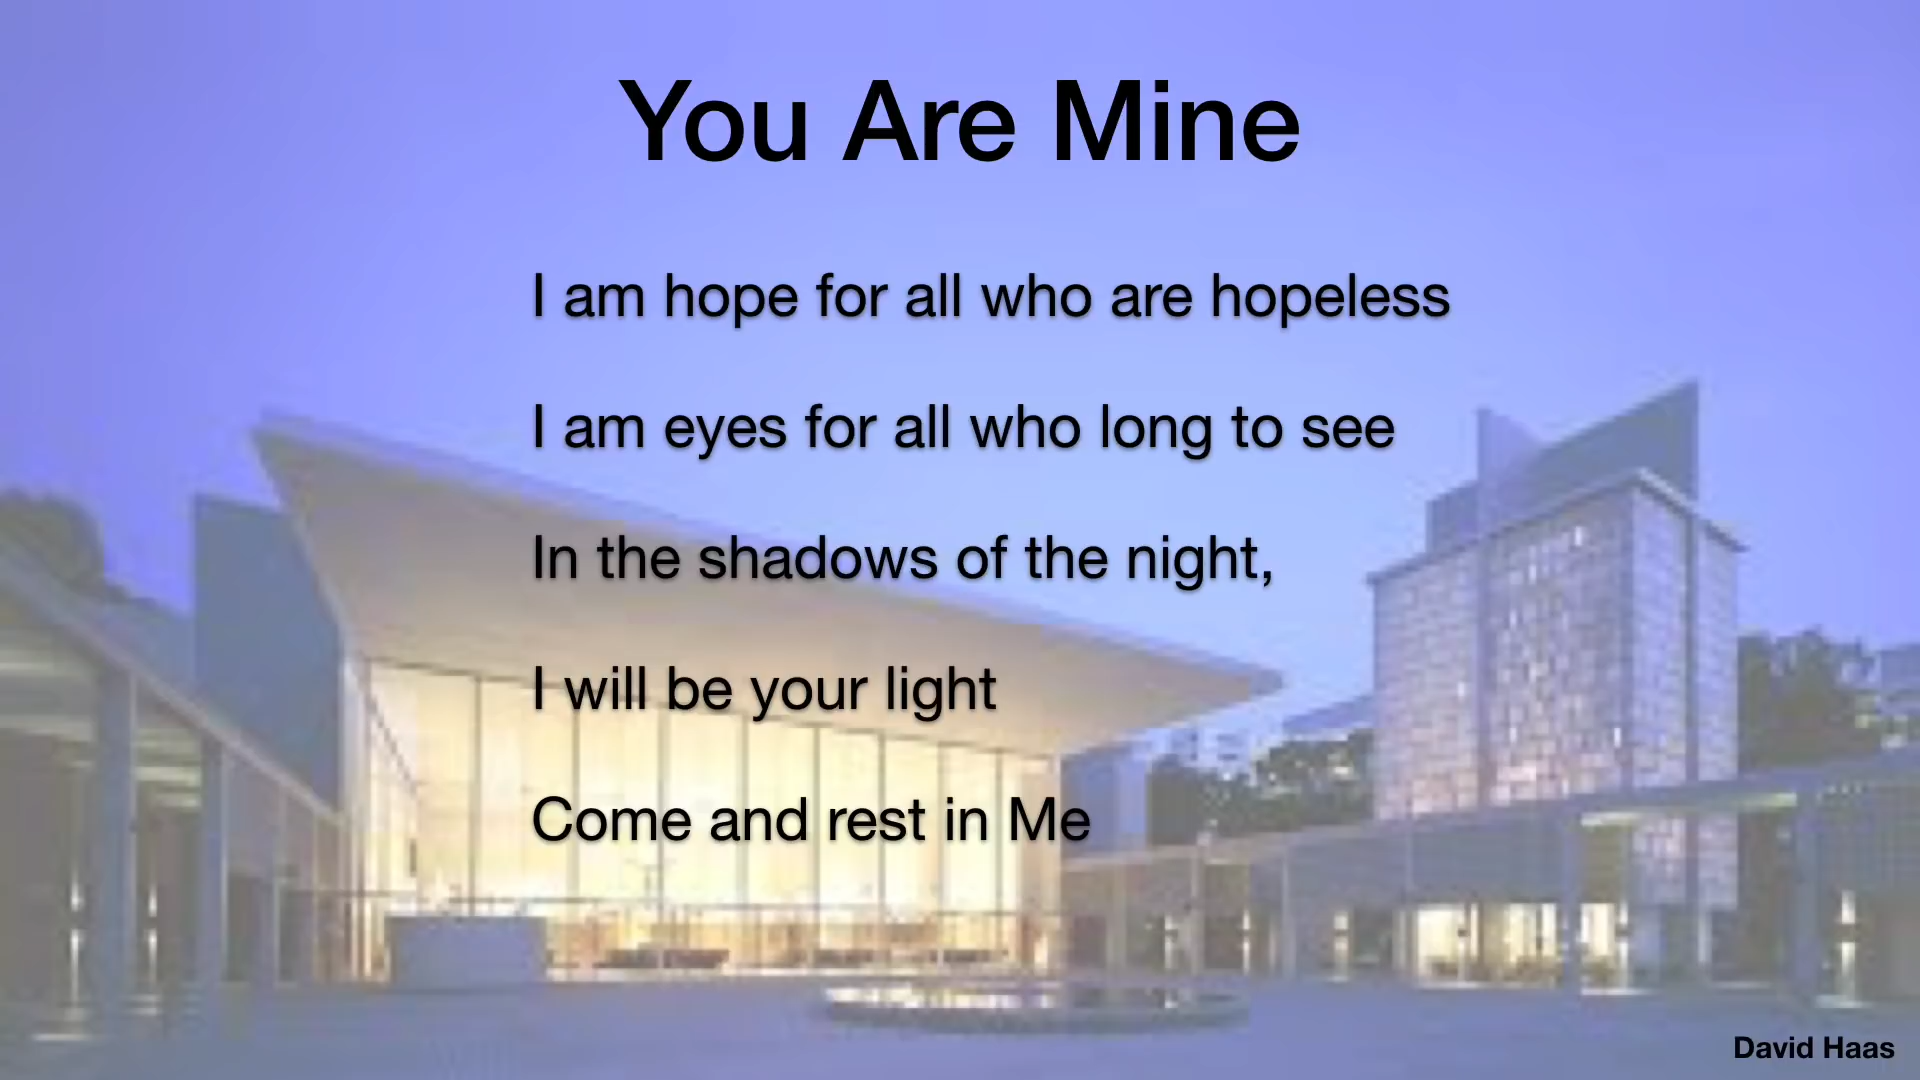 You Are Mine
I am hope for all who are hopeless
I am eyes for all who long to see
In the shadows of the night,
I will be your light
Come and rest in Me
David Haas